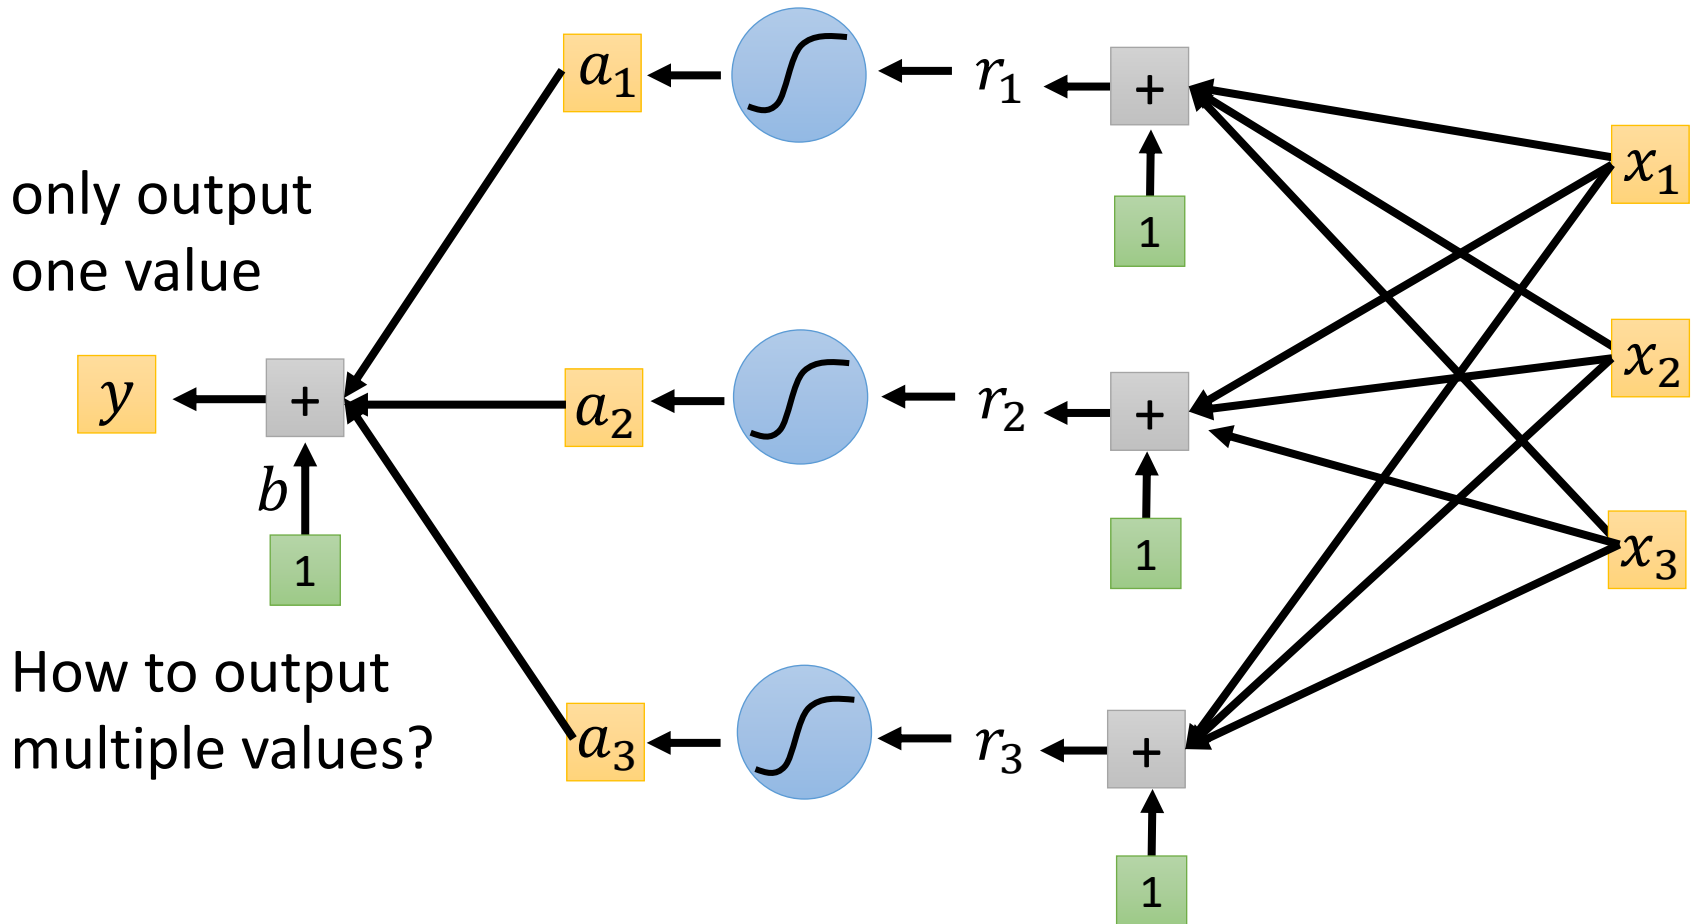 a₁
r₁
+
x₁
only output
one value
1
x₂
y
+
a₂
r₂
+
b
1
1
x₃
How to output
multiple values?
a₃
r₃
+
1